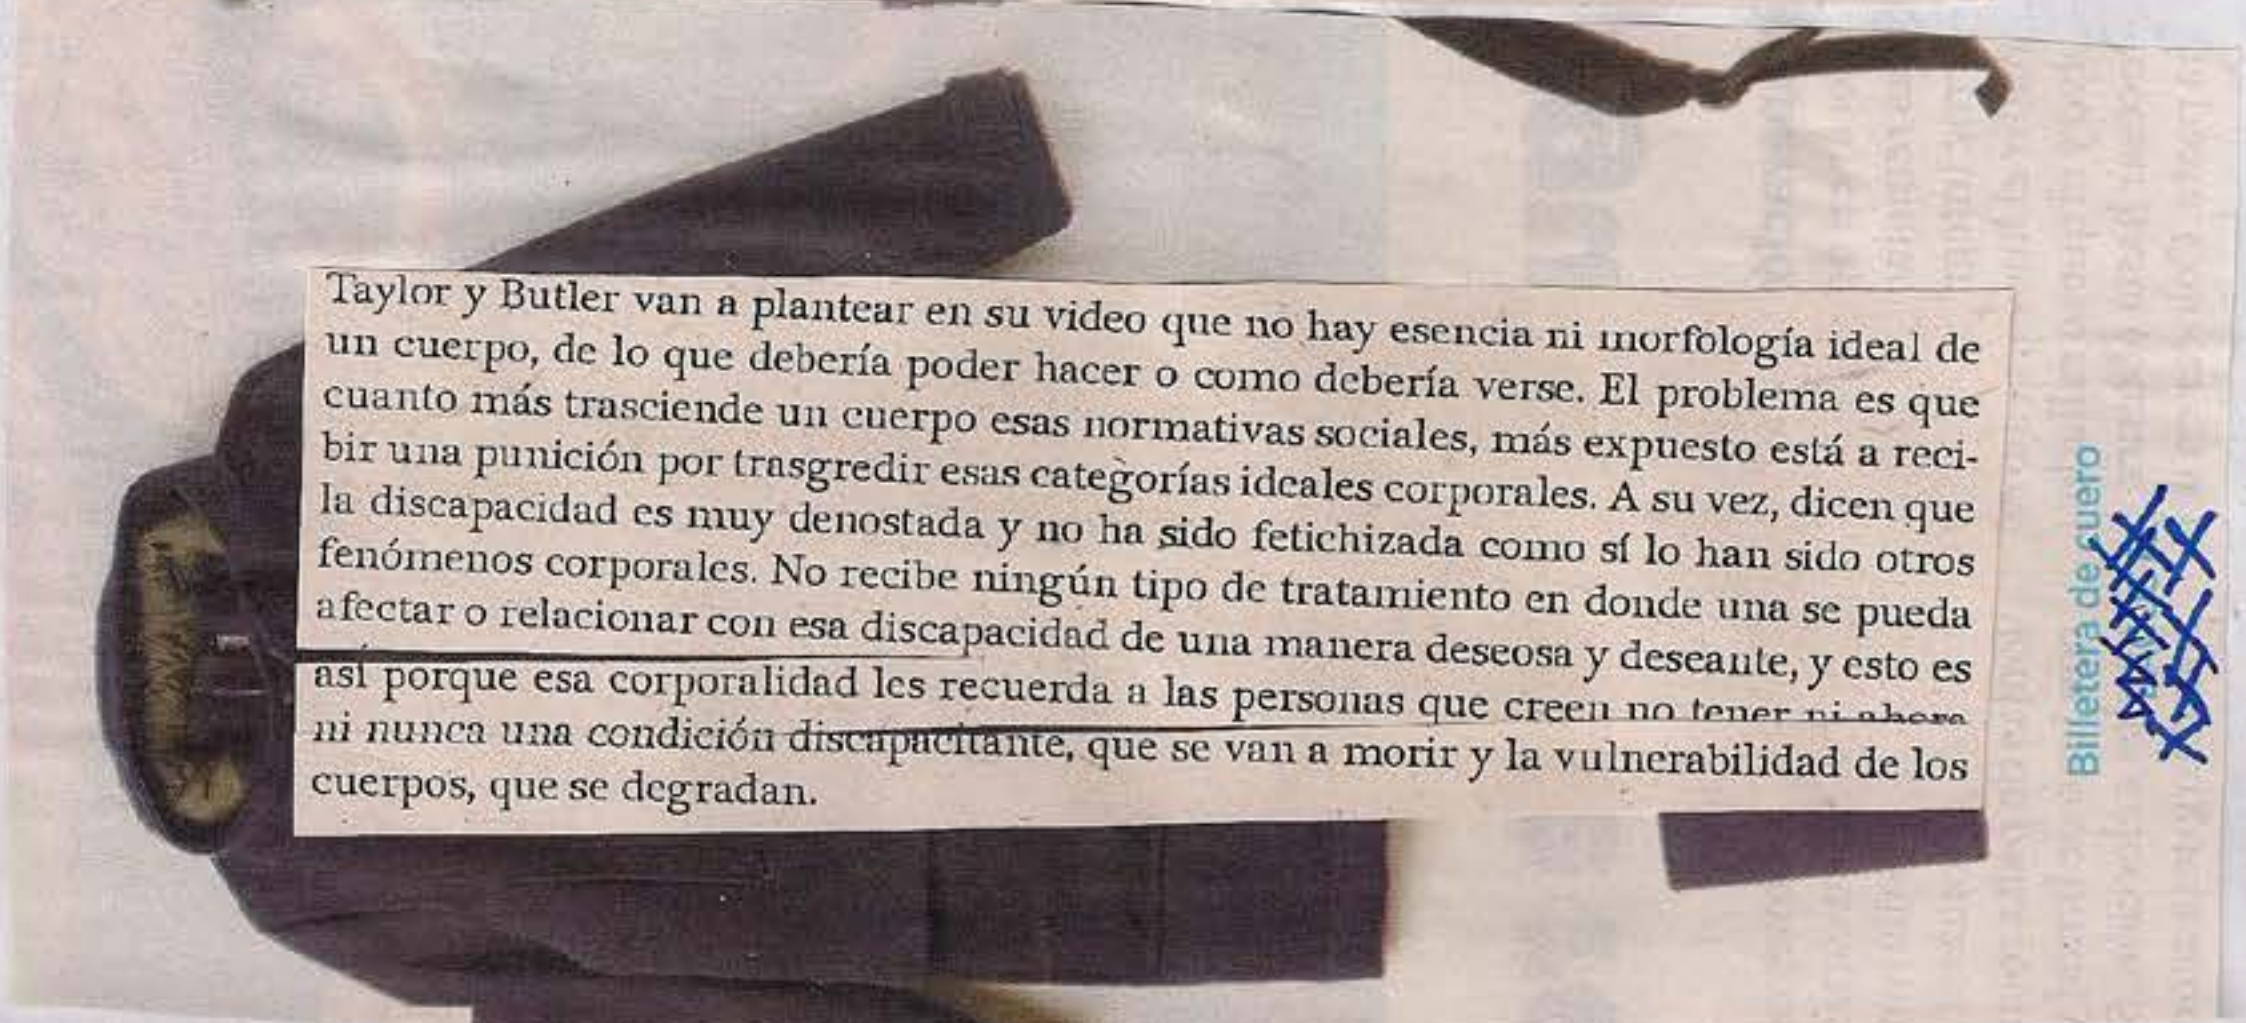 Taylor y Butler van a plantear en su video que no hay esencia ni morfología ideal de
un cuerpo, de lo que debería poder hacer o como debería verse. El problema es que
cuanto más trasciende un cuerpo esas normativas sociales, más expuesto está a reci-
bir una punición por trasgredir esas categorías ideales corporales. A su vez, dicen que
la discapacidad es muy denostada y no ha sido fetichizada como sí lo han sido otros
fenómenos corporales. No recibe ningún tipo de tratamiento en donde una se pueda
afectar o relacionar con esa discapacidad de una manera deseosa y deseante, y esto es
así porque esa corporalidad les recuerda a las personas que creen no tener ni ahora
ni nunca una condición discapacitante, que se van a morir y la vulnerabilidad de los
cuerpos, que se degradan.
Billetera de cuero